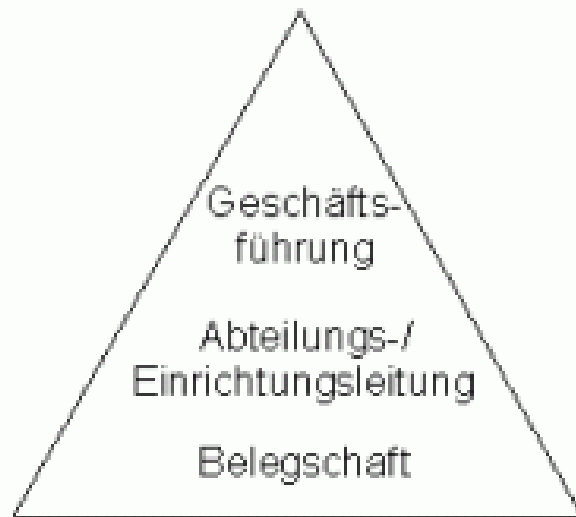 Geschäfts-
führung
Abteilungs-/
Einrichtungsleitung
Belegschaft